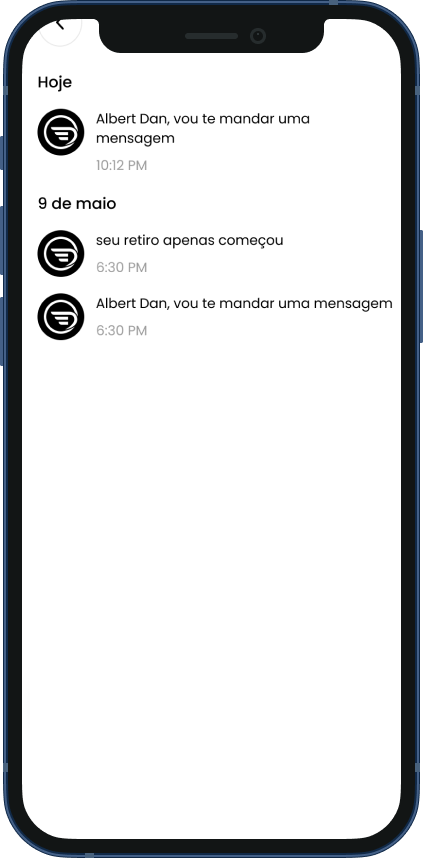 Hoje
Albert Dan, vou te mandar uma
mensagem
10:12 PM
9 de maio
seu retiro apenas começou
6:30 PM
Albert Dan, vou te mandar uma mensagem
6:30 PM